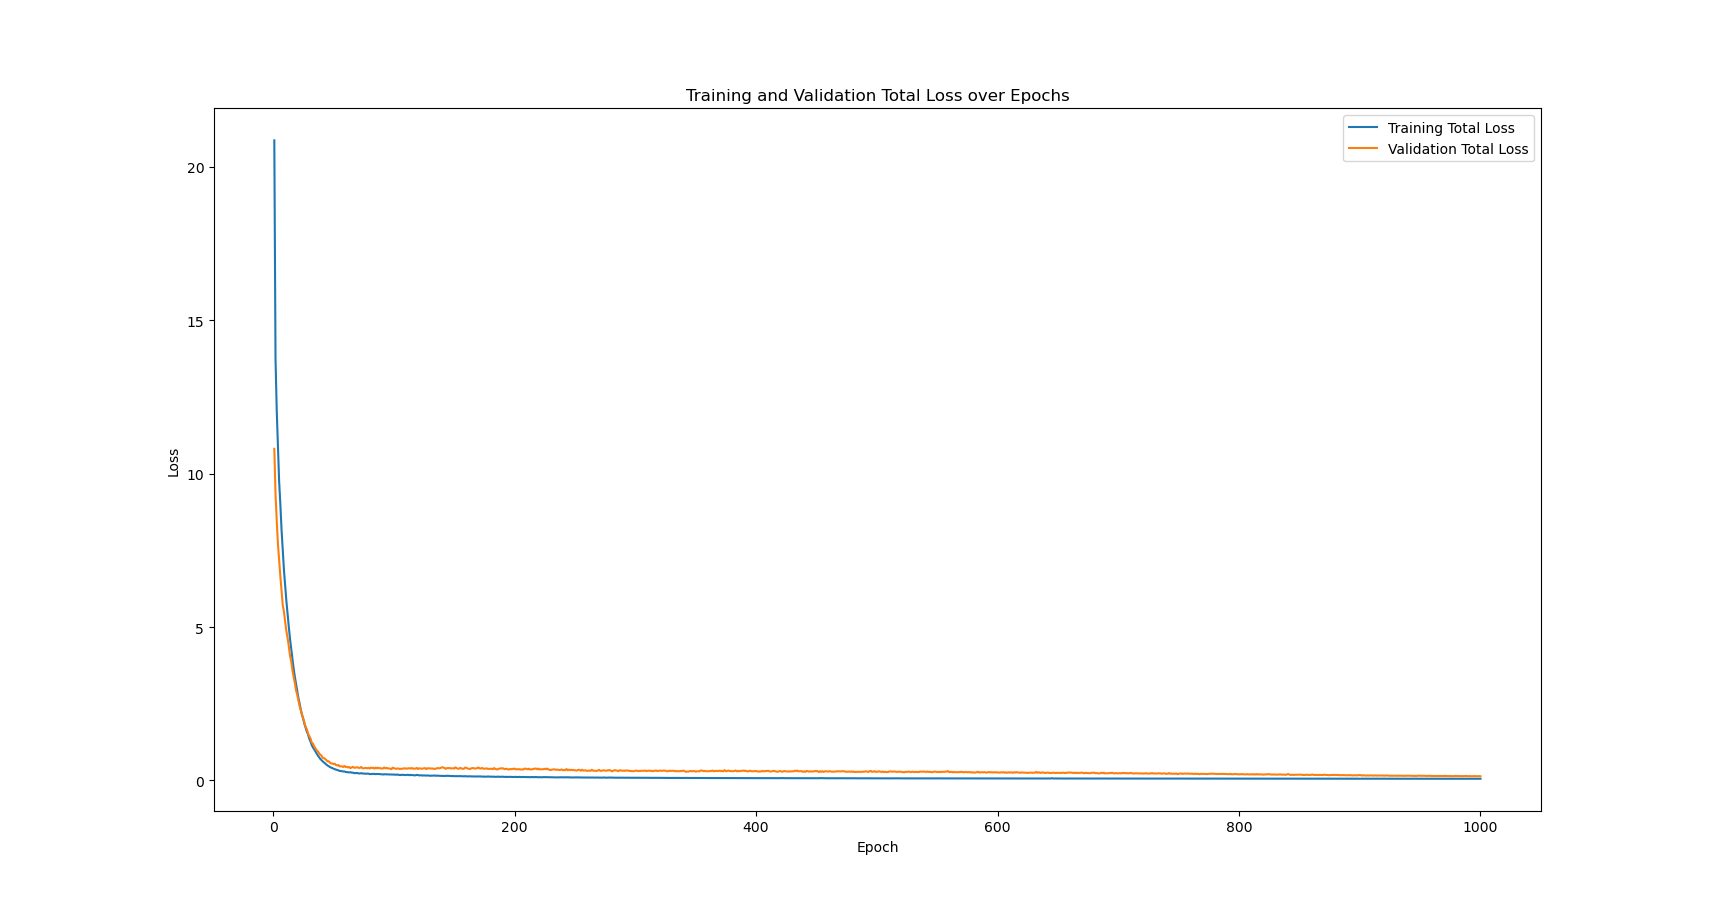 Training and Validation Total Loss over Epochs
Training Total Loss
Validation Total Loss
20
15
10
5
0
Loss
0 200 400 600 800 1000
Epoch